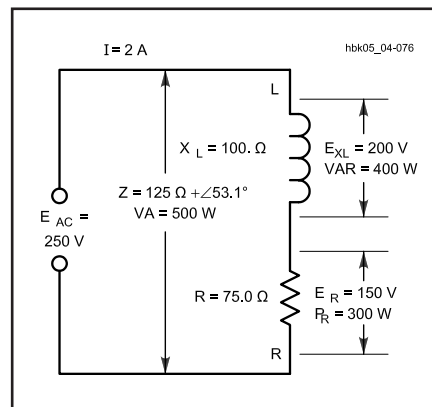 I = 2 A
hbk05_04-076
L
X L = 100. Ω
E XL = 200 V
VAR = 400 W
Z = 125 Ω +∠53.1°
VA = 500 W
E AC =
250 V
R = 75.0 Ω
E R = 150 V
P R = 300 W
R